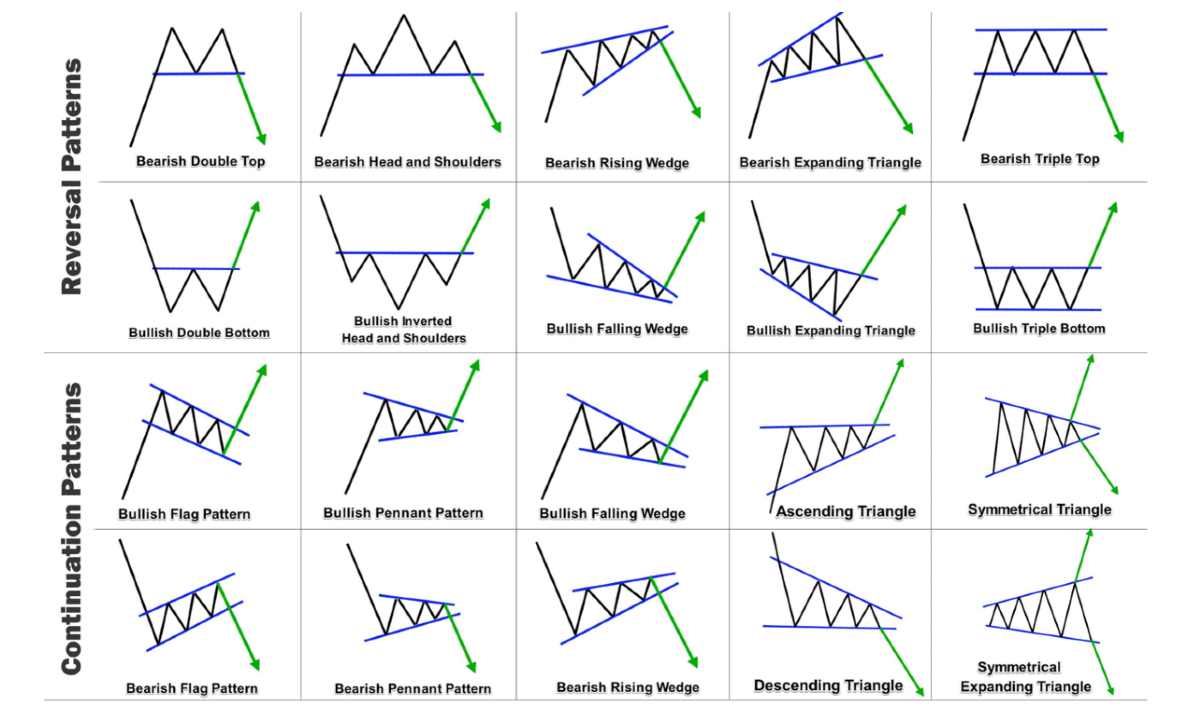 Reversal Patterns
Bearish Double Top
Bearish Head and Shoulders
Bearish Rising Wedge
Bearish Expanding Triangle
Bearish Triple Top
Bullish Double Bottom
Bullish Inverted
Head and Shoulders
Bullish Falling Wedge
Bullish Expanding Triangle
Bullish Triple Bottom
Continuation Patterns
Bullish Flag Pattern
Bullish Pennant Pattern
Bullish Falling Wedge
Ascending Triangle
Symmetrical Triangle
Bearish Flag Pattern
Bearish Pennant Pattern
Bearish Rising Wedge
Descending Triangle
Symmetrical
Expanding Triangle